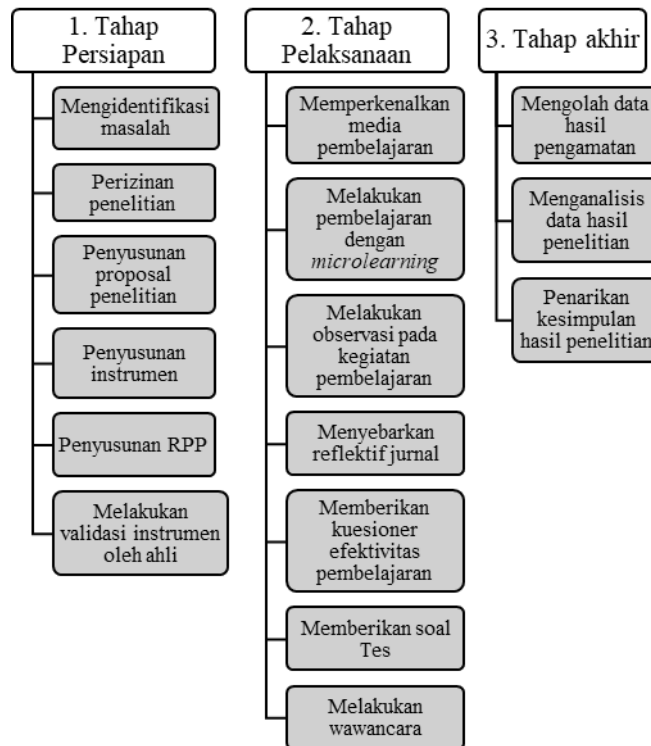 1. Tahap
Persiapan
Mengidentifikasi
masalah
Perizinan
penelitian
Penyusunan
proposal
penelitian
Penyusunan
instrumen
Penyusunan RPP
Melakukan
validasi instrumen
oleh ahli
2. Tahap
Pelaksanaan
Memperkenalkan
media
pembelajaran
Melakukan
pembelajaran
dengan
microlearning
Melakukan
observasi pada
kegiatan
pembelajaran
Menyebarkan
reflektif jurnal
Memberikan
kuesioner
efektivitas
pembelajaran
Memberikan soal
Tes
Melakukan
wawancara
3. Tahap akhir
Mengolah data
hasil
pengamatan
Menganalisis
data hasil
penelitian
Penarikan
kesimpulan
hasil penelitian